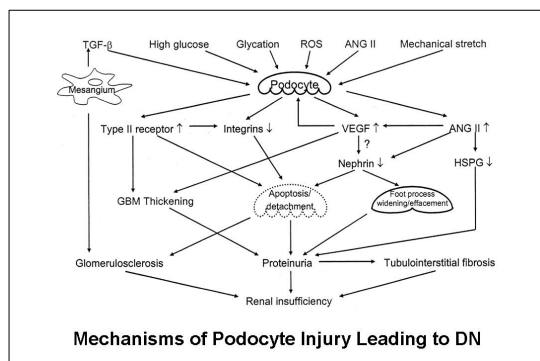 TGF-β High glucose Glycation ROS ANG II Mechanical stretch
Podocyte
Mesangium
Type II receptor ↑ Integrins ↓ VEGF ↑ ANG II ↑
?
Nephrin ↓ HSPG ↓
GBM Thickening
Apoptosis/
detachment
Foot process
widening/effacement
Glomerulosclerosis Proteinuria Tubulointerstitial fibrosis
Renal insufficiency
Mechanisms of Podocyte Injury Leading to DN